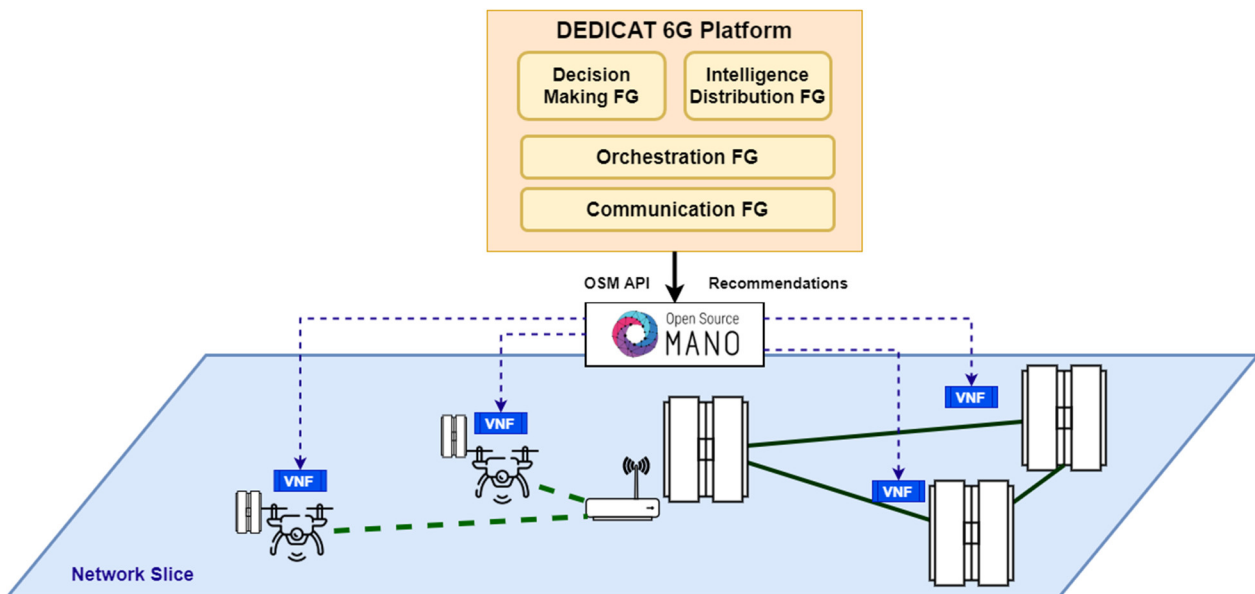 DEDICAT 6G Platform
Decision
Making FG
Intelligence
Distribution FG
Orchestration FG
Communication FG
OSM API
Recommendations
Open Source
MANO
VNF
VNF
VNF
VNF
Network Slice